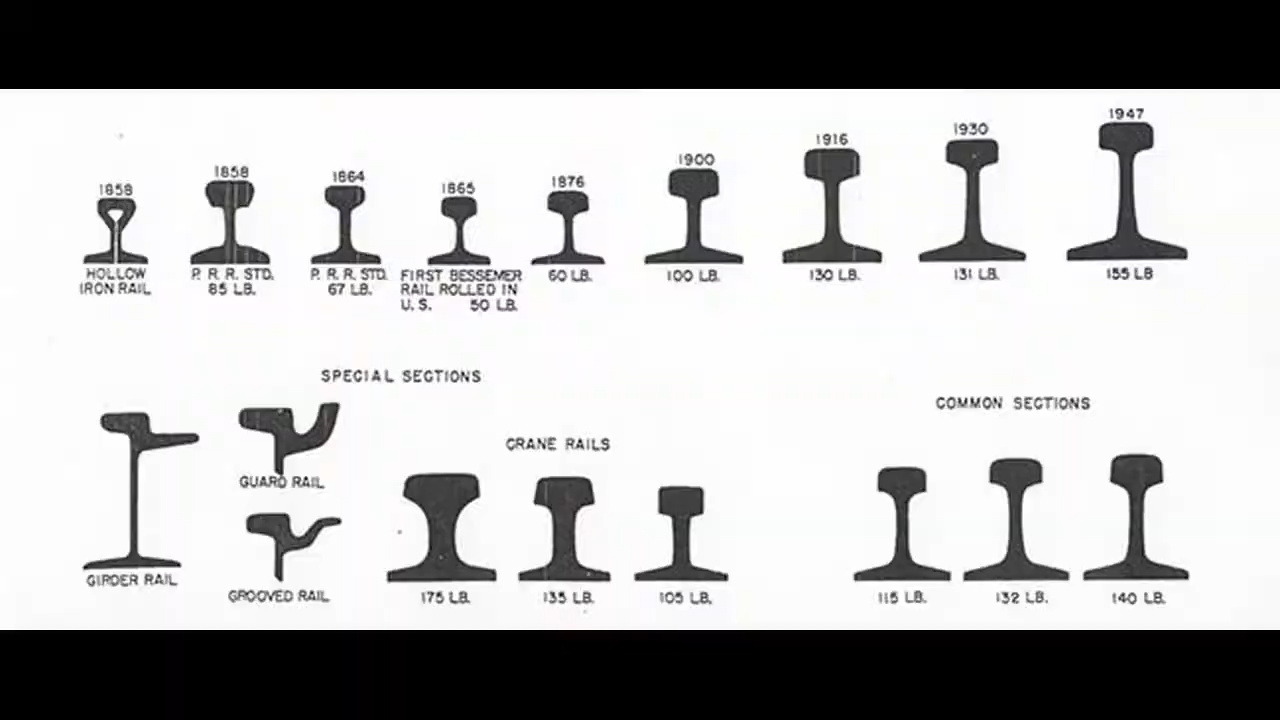 1858
HOLLOW
IRON RAIL
1858
P. R. R. STD.
85 LB.
1864
P. R. R. STD.
67 LB.
1865
FIRST BESSEMER
RAIL ROLLED IN
U. S. 50 LB.
1876
60 LB.
1900
100 LB.
1916
130 LB.
1930
131 LB.
1947
155 LB
SPECIAL SECTIONS
GIRDER RAIL
GUARD RAIL
GROOVED RAIL
CRANE RAILS
175 LB.
135 LB.
105 LB.
COMMON SECTIONS
115 LB.
132 LB.
140 LB.